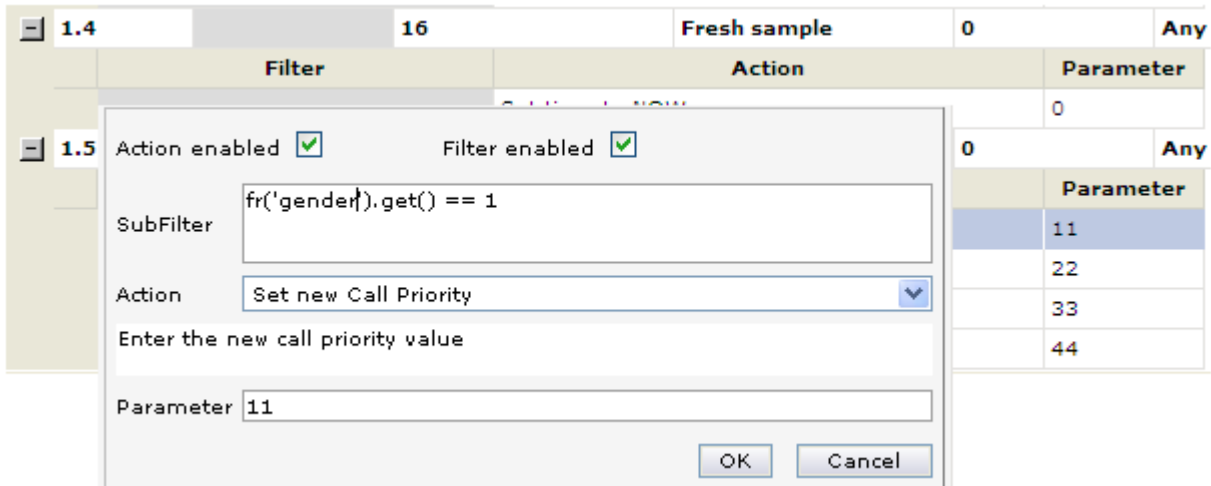 1.4 16 Fresh sample 0 Any
Filter Action Parameter
0
1.5 Action enabled Filter enabled 0 Any
Parameter
SubFilter fr('gender').get() == 1
11
22
Action Set new Call Priority
33
Enter the new call priority value
44
Parameter 11
OK Cancel